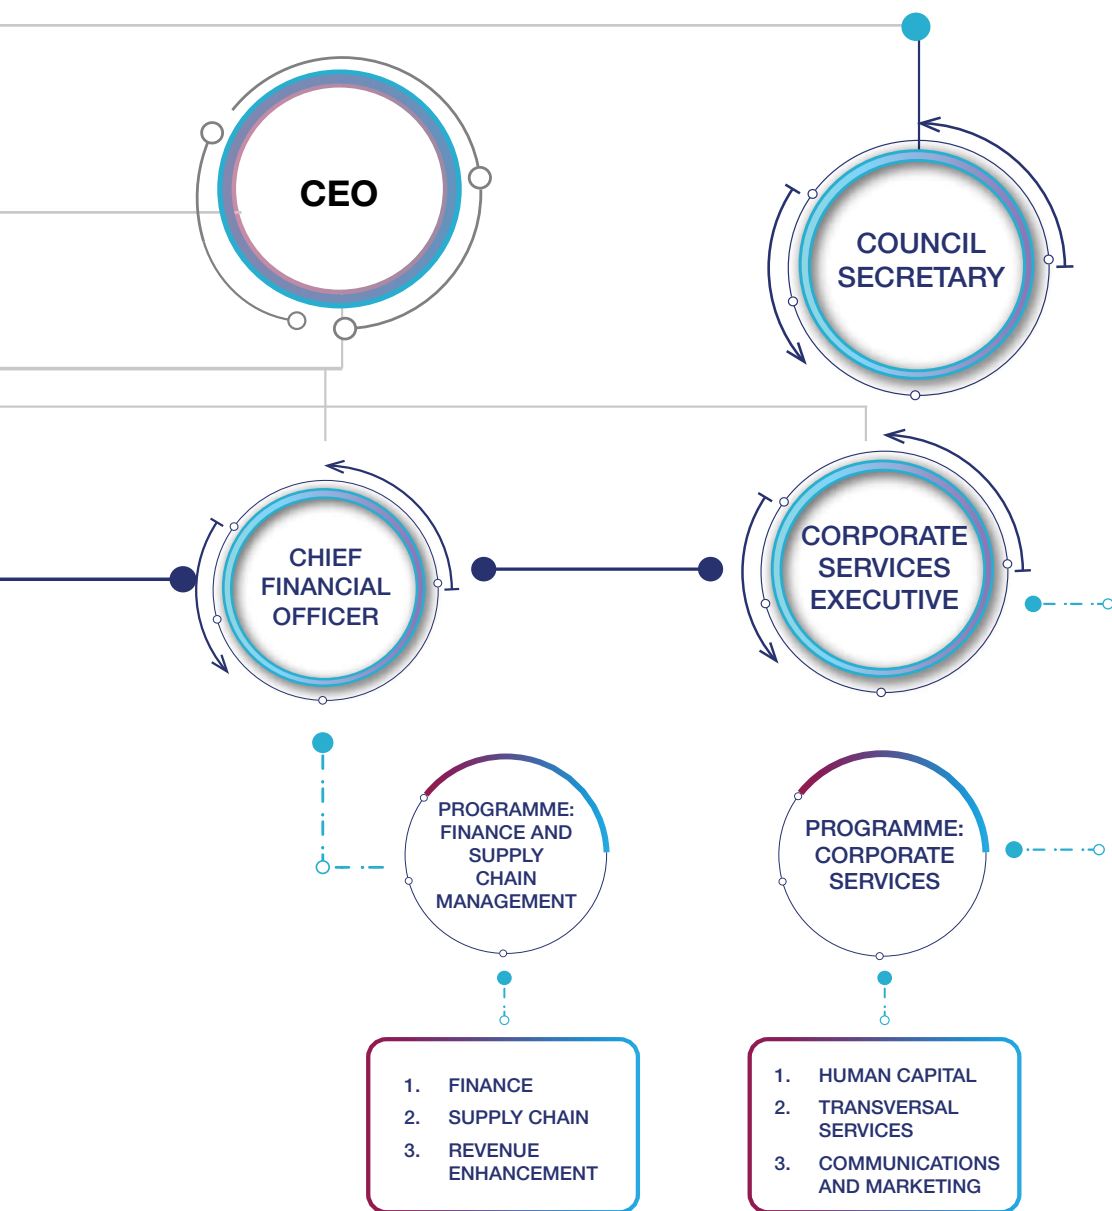 CEO
COUNCIL
SECRETARY
CHIEF
FINANCIAL
OFFICER
CORPORATE
SERVICES
EXECUTIVE
PROGRAMME:
FINANCE AND
SUPPLY
CHAIN
MANAGEMENT
PROGRAMME:
CORPORATE
SERVICES
1. FINANCE
2. SUPPLY CHAIN
3. REVENUE
ENHANCEMENT
1. HUMAN CAPITAL
2. TRANSVERSAL
SERVICES
3. COMMUNICATIONS
AND MARKETING